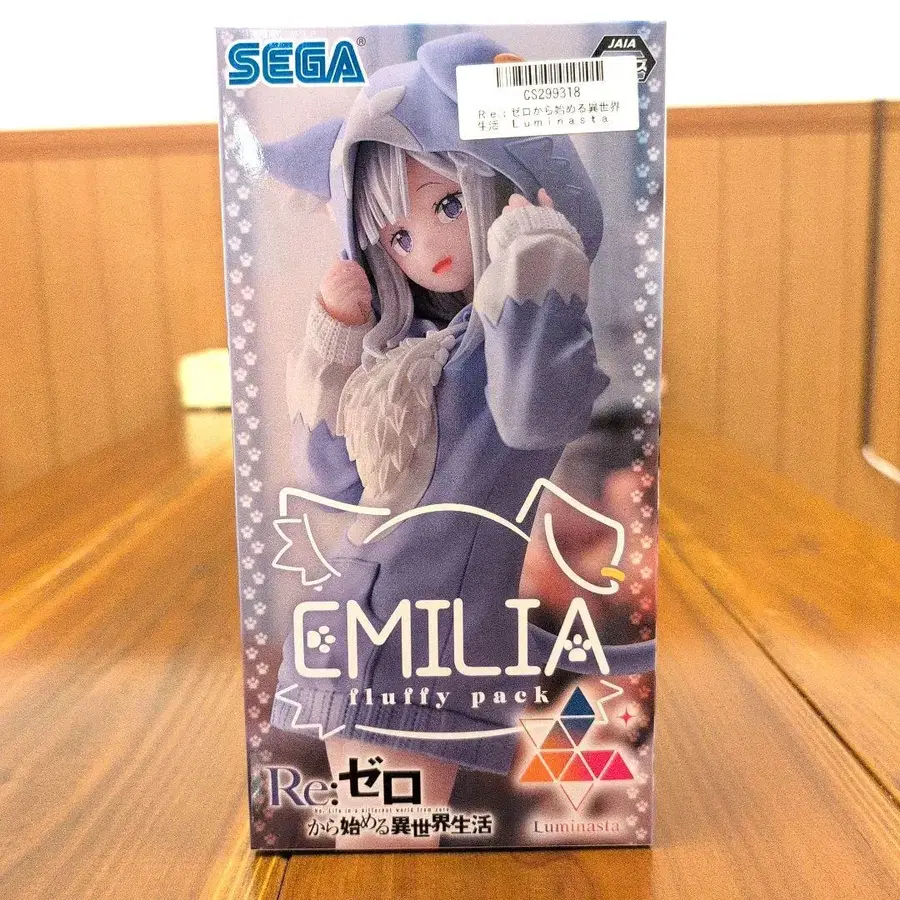 SEGA®
JAIA
CS299318
Re:ゼロから始める異世界
生活 Luminasta
EMILIA
fluffy pack
Re:ゼロ
Re: Life in a different world from zero
から始める異世界生活
Luminasta